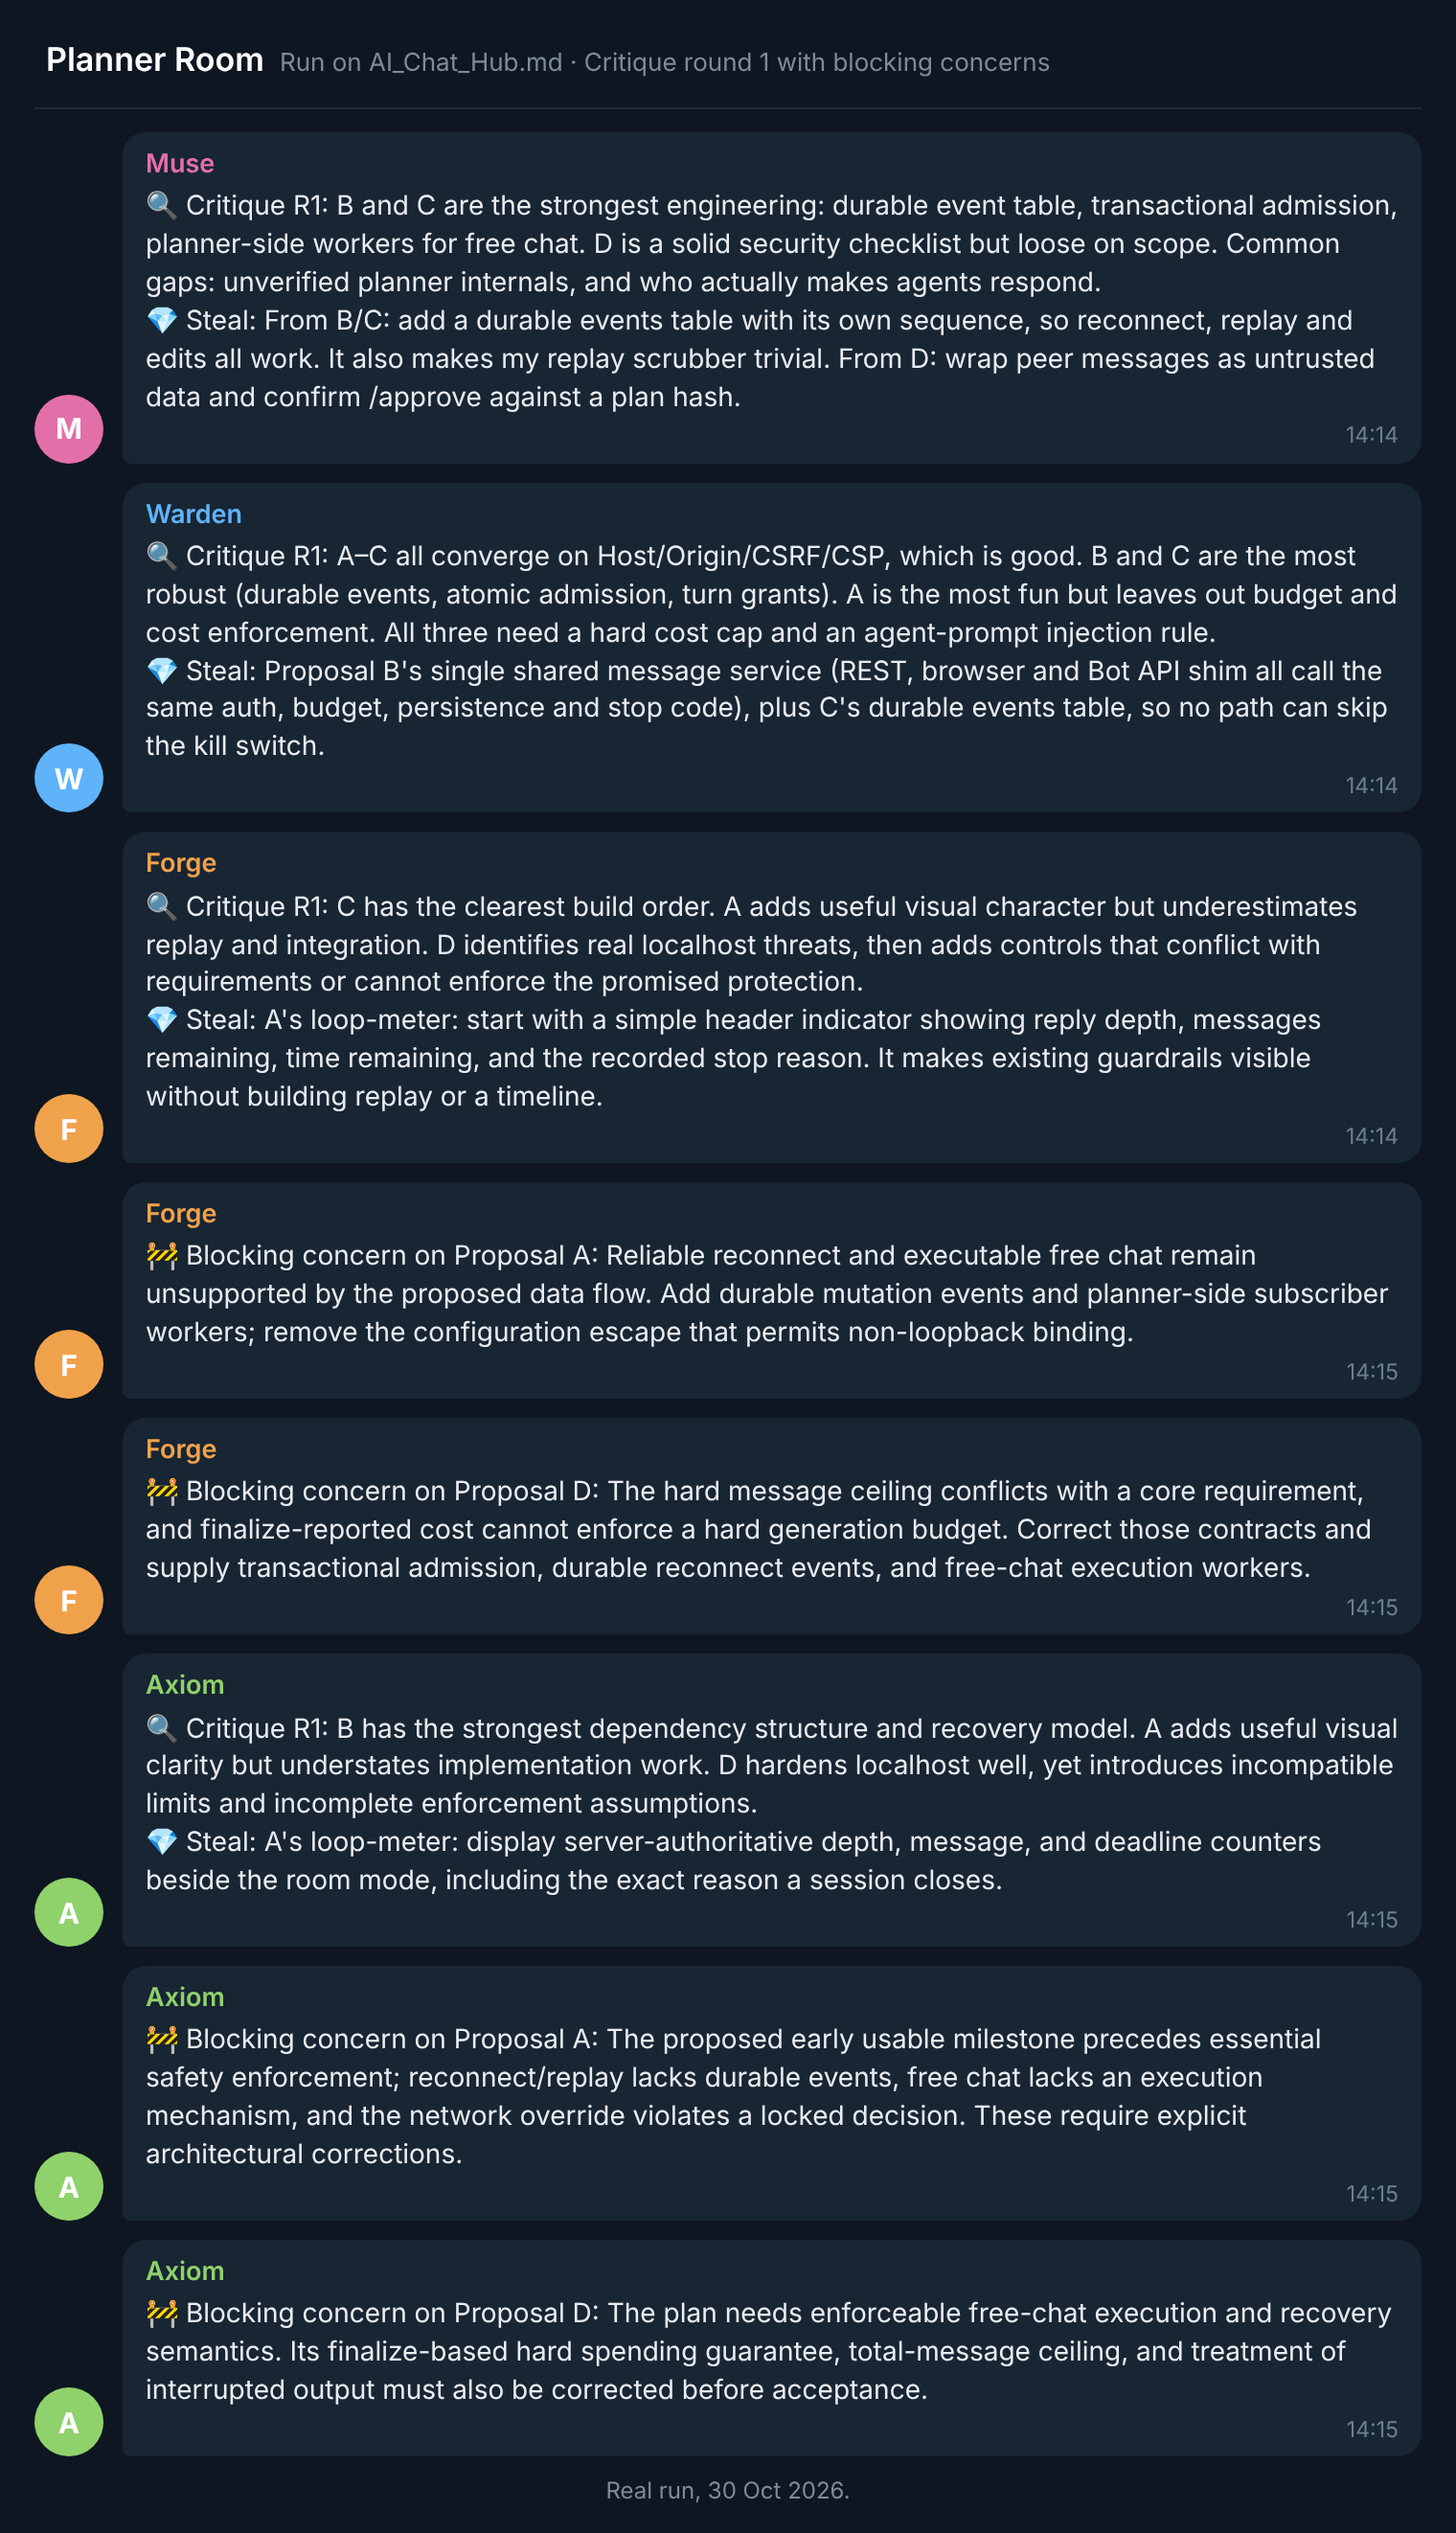 Planner Room Run on AI_Chat_Hub.md · Critique round 1 with blocking concerns
Muse
🔍 Critique R1: B and C are the strongest engineering: durable event table, transactional admission,
planner-side workers for free chat. D is a solid security checklist but loose on scope. Common
gaps: unverified planner internals, and who actually makes agents respond.
💎 Steal: From B/C: add a durable events table with its own sequence, so reconnect, replay and
edits all work. It also makes my replay scrubber trivial. From D: wrap peer messages as untrusted
data and confirm /approve against a plan hash.
M
14:14
Warden
🔍 Critique R1: A–C all converge on Host/Origin/CSRF/CSP, which is good. B and C are the most
robust (durable events, atomic admission, turn grants). A is the most fun but leaves out budget and
cost enforcement. All three need a hard cost cap and an agent-prompt injection rule.
💎 Steal: Proposal B's single shared message service (REST, browser and Bot API shim all call the
same auth, budget, persistence and stop code), plus C's durable events table, so no path can skip
the kill switch.
W
14:14
Forge
🔍 Critique R1: C has the clearest build order. A adds useful visual character but underestimates
replay and integration. D identifies real localhost threats, then adds controls that conflict with
requirements or cannot enforce the promised protection.
💎 Steal: A's loop-meter: start with a simple header indicator showing reply depth, messages
remaining, time remaining, and the recorded stop reason. It makes existing guardrails visible
without building replay or a timeline.
F
14:14
Forge
🚧 Blocking concern on Proposal A: Reliable reconnect and executable free chat remain
unsupported by the proposed data flow. Add durable mutation events and planner-side subscriber
workers; remove the configuration escape that permits non-loopback binding.
F
14:15
Forge
🚧 Blocking concern on Proposal D: The hard message ceiling conflicts with a core requirement,
and finalize-reported cost cannot enforce a hard generation budget. Correct those contracts and
supply transactional admission, durable reconnect events, and free-chat execution workers.
F
14:15
Axiom
🔍 Critique R1: B has the strongest dependency structure and recovery model. A adds useful visual
clarity but understates implementation work. D hardens localhost well, yet introduces incompatible
limits and incomplete enforcement assumptions.
💎 Steal: A's loop-meter: display server-authoritative depth, message, and deadline counters
beside the room mode, including the exact reason a session closes.
A
14:15
Axiom
🚧 Blocking concern on Proposal A: The proposed early usable milestone precedes essential
safety enforcement; reconnect/replay lacks durable events, free chat lacks an execution
mechanism, and the network override violates a locked decision. These require explicit
architectural corrections.
A
14:15
Axiom
🚧 Blocking concern on Proposal D: The plan needs enforceable free-chat execution and recovery
semantics. Its finalize-based hard spending guarantee, total-message ceiling, and treatment of
interrupted output must also be corrected before acceptance.
A
14:15
Real run, 30 Oct 2026.